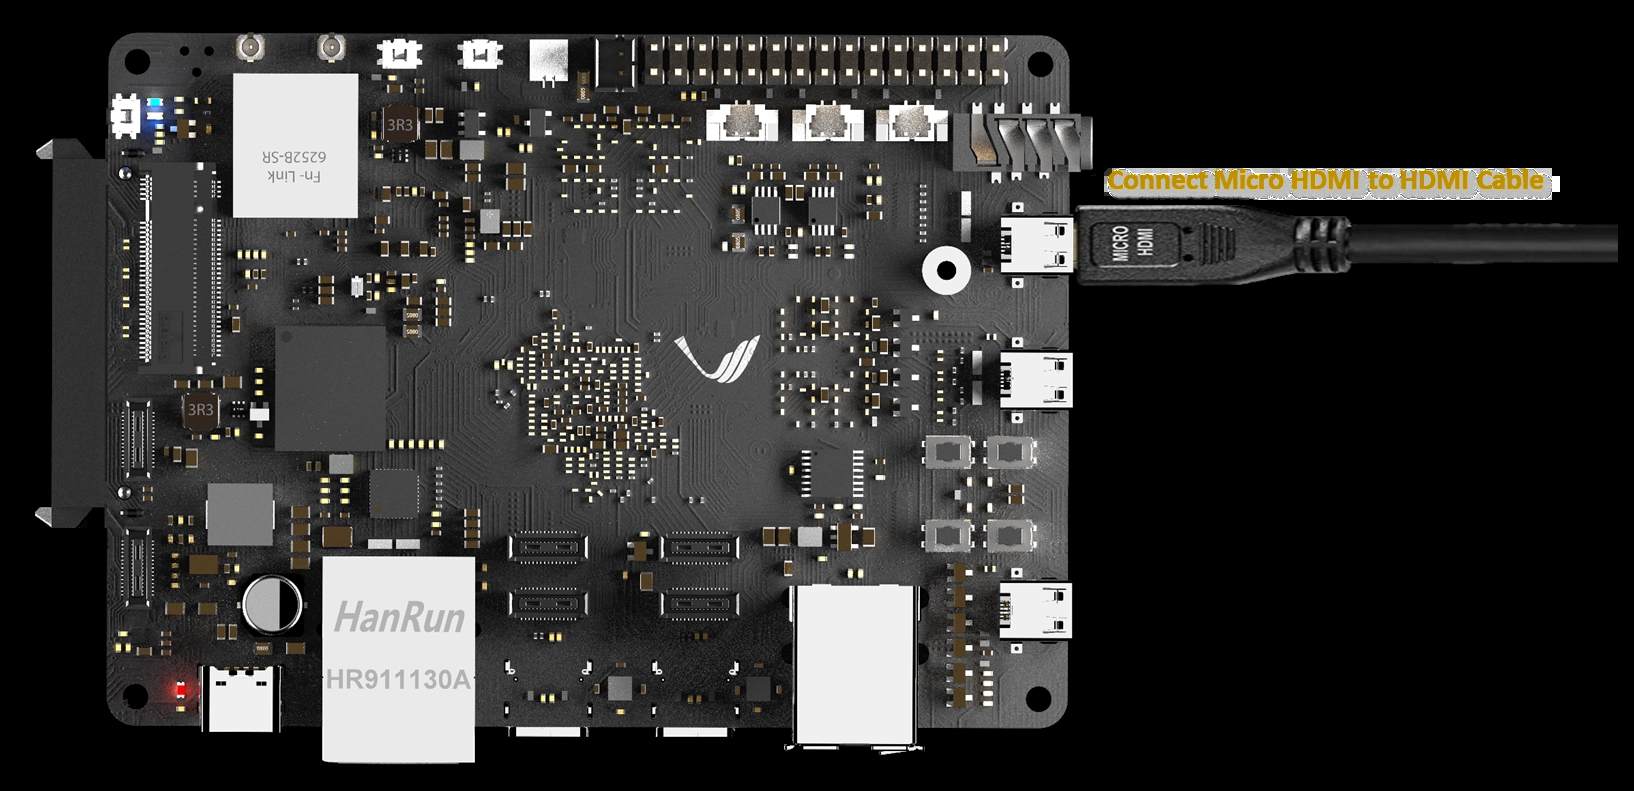 3R3
Fn-Link
6252B-SR
Connect Micro HDMI to HDMI Cable
MICRO
HDMI
3R3
HanRun
HR911130A